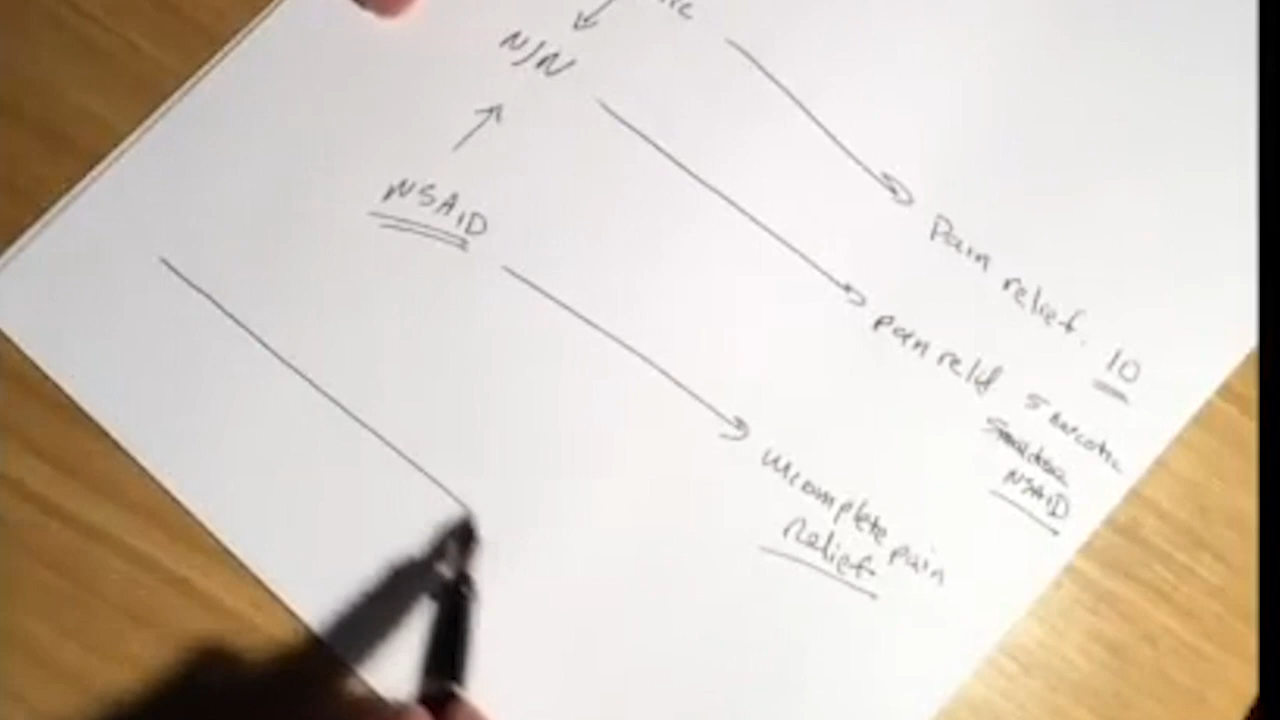 N/N
NSAID
Pain relief. 10
pain relief 5 narcotic
NSAID
incomplete pain
relief